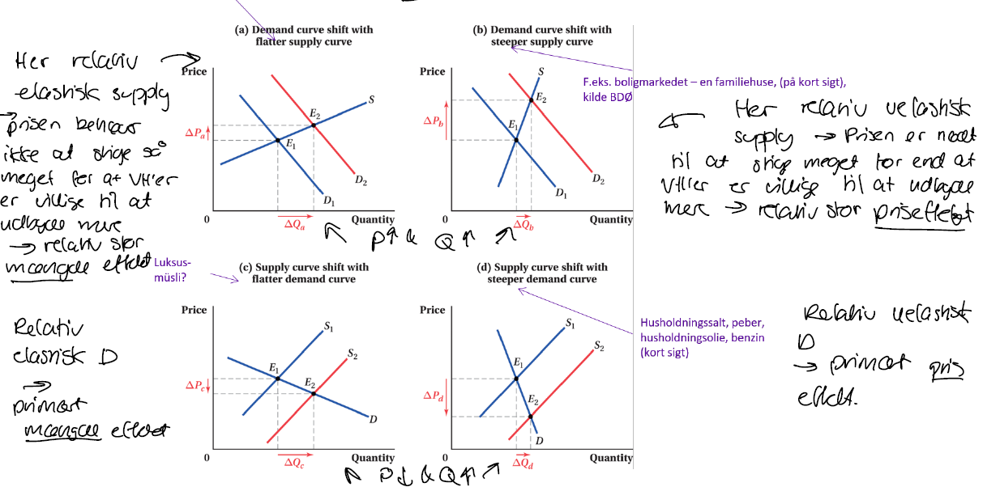 (a) Demand curve shift with
flatter supply curve
Her relativ
elastisk supply
→ prisen behøver
ikke at stige så
meget før at VH'er
er villige til at
udbyde mere
→ relativ stor
mængde effekt
Price
S
E₂
ΔPₐ
E₁
D₂
D₁
0
Quantity
ΔQₐ
(b) Demand curve shift with
steeper supply curve
Price
S
F.eks. boligmarkedet – en familiehuse, (på kort sigt),
kilde BDØ
E₂
ΔP_b
E₁
D₂
D₁
0
Quantity
ΔQ_b
Her relativ uelastisk
supply → Prisen er nødt
til at stige meget før end at
VH'er er villige til at udbyde
mere → relativ stor priseffekt
P↑ & Q↑
Luksus-
müsli?
(c) Supply curve shift with
flatter demand curve
Price
S₁
S₂
E₁
ΔP_c
E₂
D
0
Quantity
ΔQ_c
Relativ
elastisk D
→
primært
mængde effekt
(d) Supply curve shift with
steeper demand curve
Price
S₁
S₂
E₁
ΔP_d
E₂
D
0
Quantity
ΔQ_d
Husholdningssalt, peber,
husholdningsolie, benzin
(kort sigt)
Relativ uelastisk
D
→ primært pris
effekt.
P↓ & Q↑